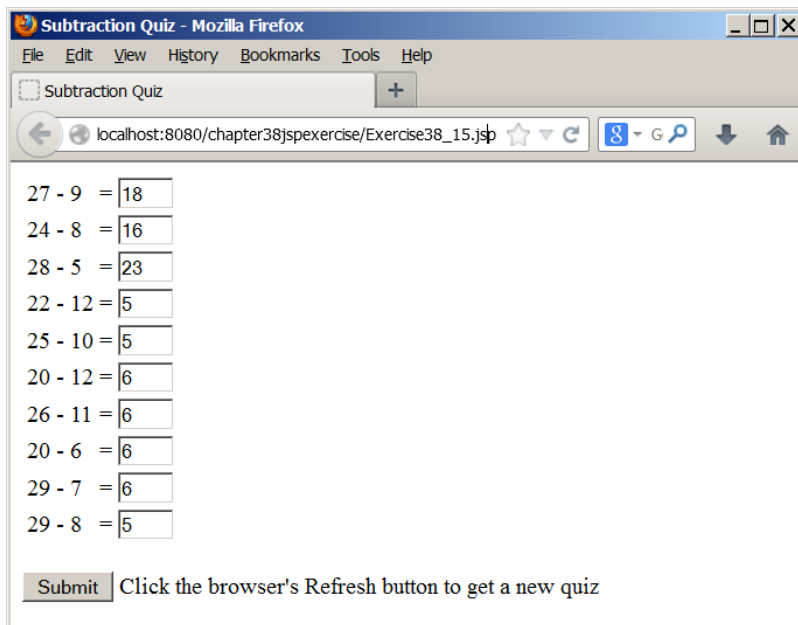 Subtraction Quiz - Mozilla Firefox
File Edit View History Bookmarks Tools Help
Subtraction Quiz +
localhost:8080/chapter38jspexercise/Exercise38_15.jsp 8 G
27 - 9 = 18
24 - 8 = 16
28 - 5 = 23
22 - 12 = 5
25 - 10 = 5
20 - 12 = 6
26 - 11 = 6
20 - 6 = 6
29 - 7 = 6
29 - 8 = 5
Submit Click the browser's Refresh button to get a new quiz